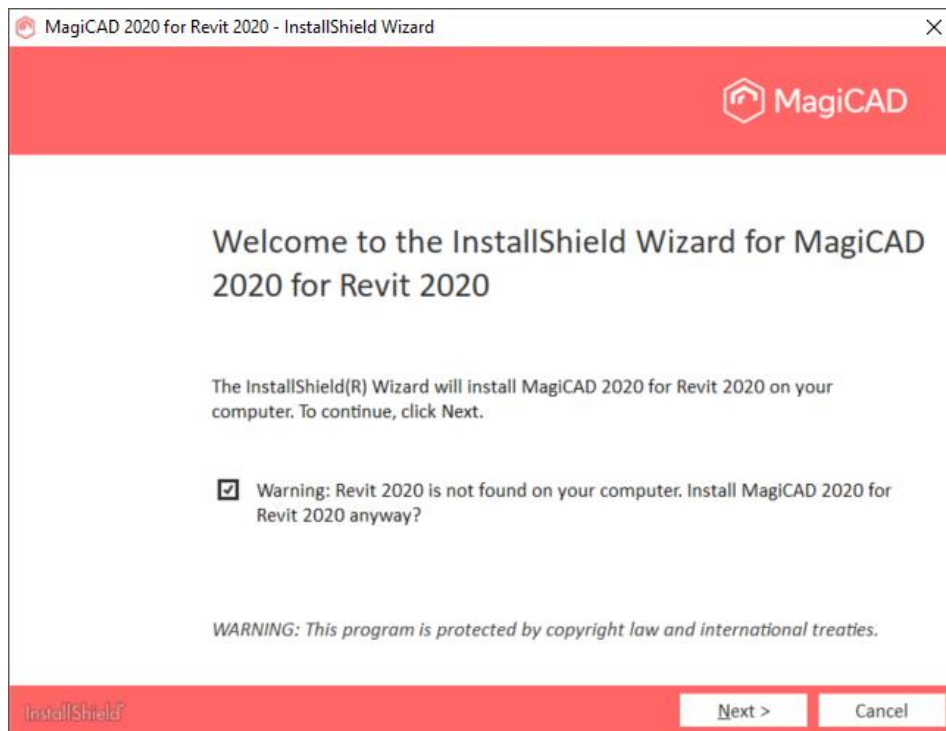 MagiCAD 2020 for Revit 2020 - InstallShield Wizard
MagiCAD
Welcome to the InstallShield Wizard for MagiCAD
2020 for Revit 2020
The InstallShield(R) Wizard will install MagiCAD 2020 for Revit 2020 on your
computer. To continue, click Next.
Warning: Revit 2020 is not found on your computer. Install MagiCAD 2020 for
Revit 2020 anyway?
WARNING: This program is protected by copyright law and international treaties.
InstallShield
Next >
Cancel